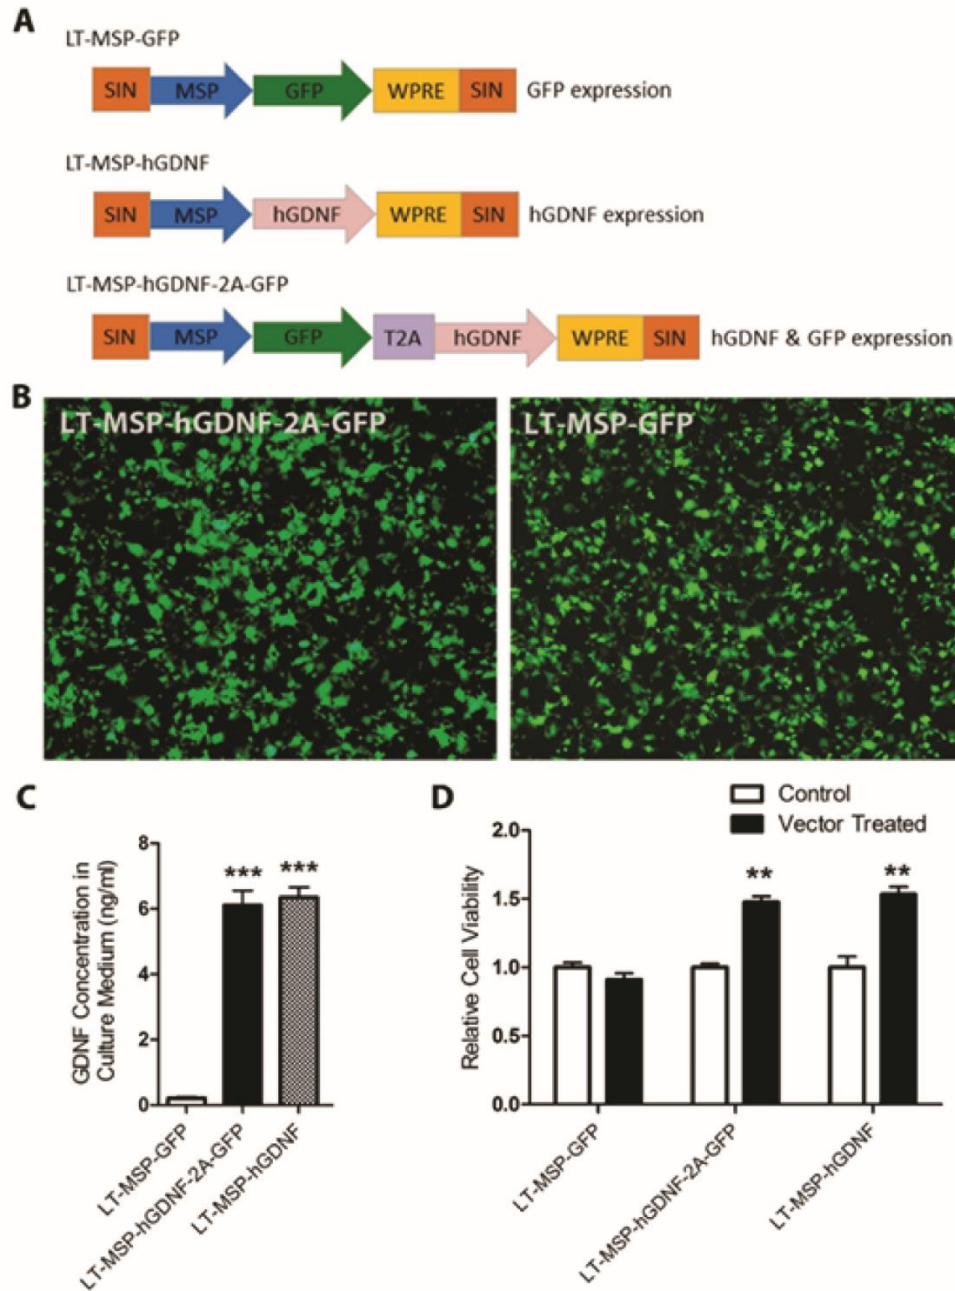 A
LT-MSP-GFP
SIN MSP GFP WPRE SIN GFP expression
LT-MSP-hGDNF
SIN MSP hGDNF WPRE SIN hGDNF expression
LT-MSP-hGDNF-2A-GFP
SIN MSP GFP T2A hGDNF WPRE SIN hGDNF & GFP expression
B
LT-MSP-hGDNF-2A-GFP
LT-MSP-GFP
C
GDNF Concentration in
Culture Medium (ng/ml)
8
6
4
2
0
*** ***
LT-MSP-GFP
LT-MSP-hGDNF-2A-GFP
LT-MSP-hGDNF
D
Control
Vector Treated
Relative Cell Viability
2.0
1.5
1.0
0.5
0.0
** **
LT-MSP-GFP
LT-MSP-hGDNF-2A-GFP
LT-MSP-hGDNF